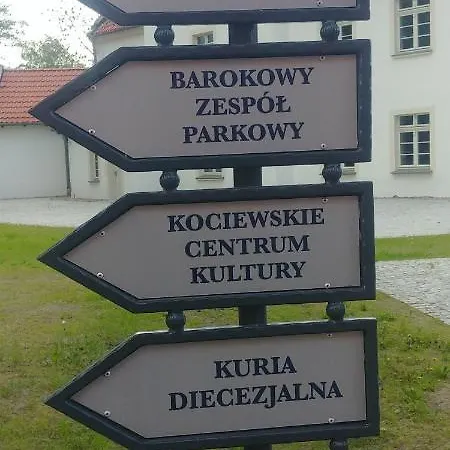 BAROKOWY
ZESPÓŁ
PARKOWY
KOCIEWSKIE
CENTRUM
KULTURY
KURIA
DIECEZJALNA